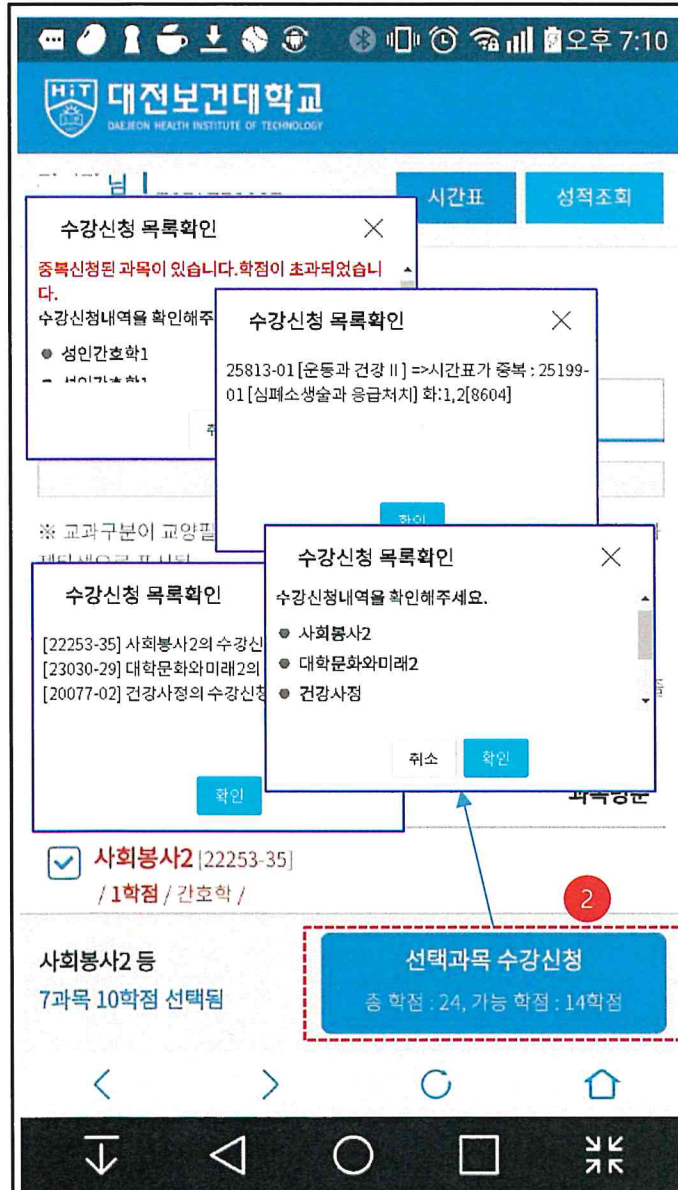 오후 7:10
HiT
대전보건대학교
DAEJEON HEALTH INSTITUTE OF TECHNOLOGY
님
시간표
성적조회
수강신청 목록확인
중복신청된 과목이 있습니다.학점이 초과되었습니
다.
수강신청내역을 확인해주
성인간호학1
성인간호학1
수강신청 목록확인
25813-01 [운동과 건강 II ] =>시간표가 중복 : 25199-
01 [심폐소생술과 응급처치] 화:1,2[8604]
확인
※ 교과구분이 교양필
수강신청 목록확인
[22253-35] 사회봉사2의 수강신
[23030-29] 대학문화와미래2의
[20077-02] 건강사정의 수강신청
확인
수강신청 목록확인
수강신청내역을 확인해주세요.
사회봉사2
대학문화와미래2
건강사정
취소
확인
사회봉사2 [22253-35]
/ 1학점 / 간호학 /
2
사회봉사2 등
7과목 10학점 선택됨
선택과목 수강신청
총 학점 : 24, 가능 학점 : 14학점